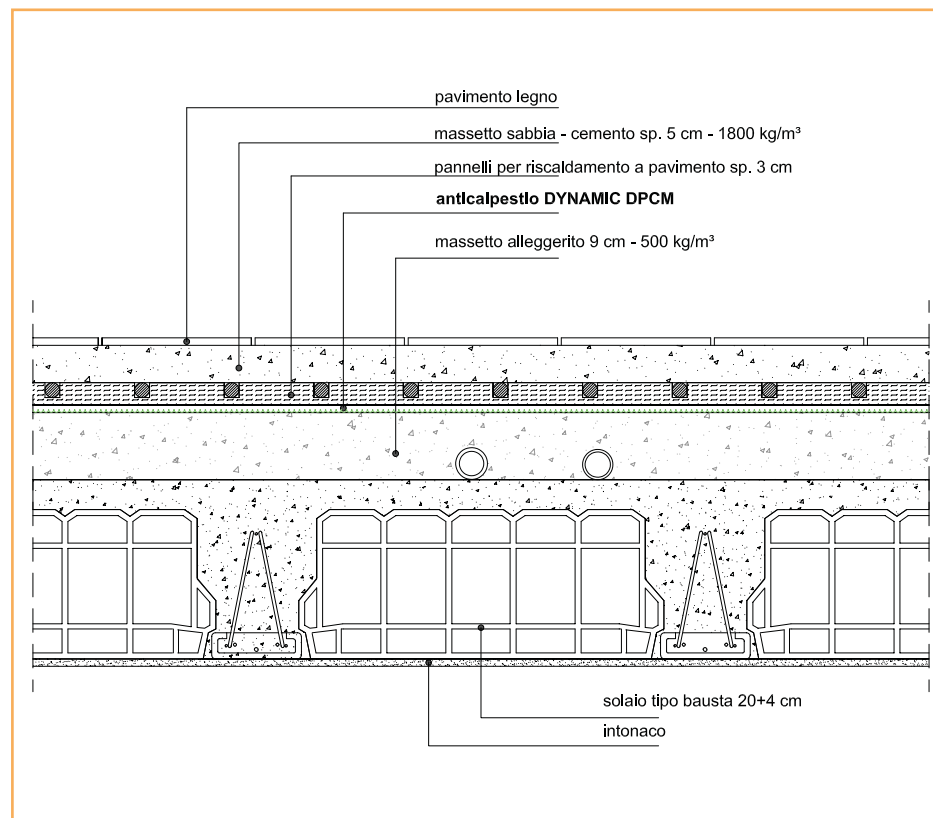 pavimento legno
massetto sabbia - cemento sp. 5 cm - 1800 kg/m³
pannelli per riscaldamento a pavimento sp. 3 cm
anticalpestio DYNAMIC DPCM
massetto alleggerito 9 cm - 500 kg/m³
solaio tipo bausta 20+4 cm
intonaco